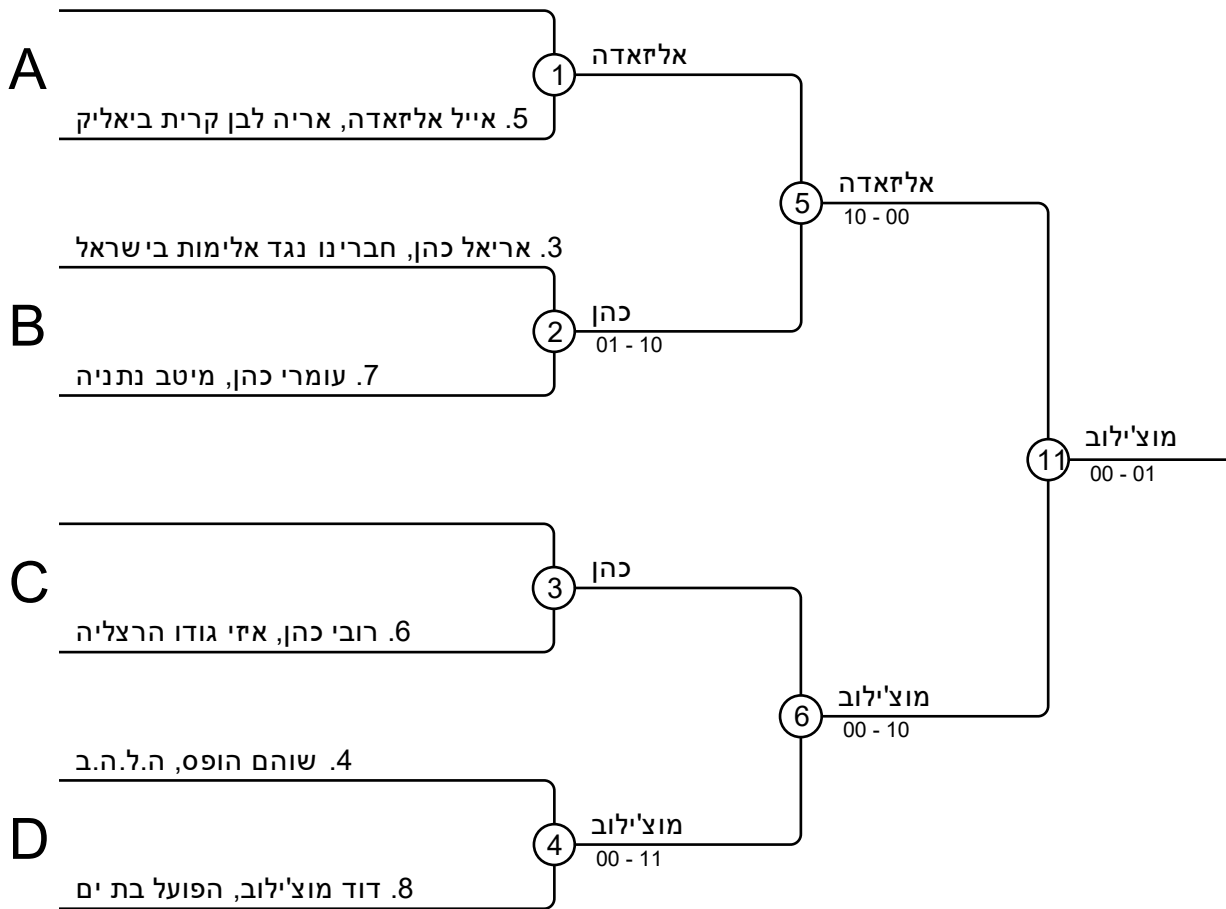 A
1
אליזאדה
5. אייל אליזאדה, אריה לבן קרית ביאליק
5
אליזאדה
10 - 00
3. אריאל כהן, חברינו נגד אלימות בישראל
B
2
כהן
01 - 10
7. עומרי כהן, מיטב נתניה
11
מוצ'ילוב
00 - 01
C
3
כהן
6. רובי כהן, איזי גודו הרצליה
6
מוצ'ילוב
00 - 10
4. שוהם הופס, ה.ל.ה.ב
D
4
מוצ'ילוב
00 - 11
8. דוד מוצ'ילוב, הפועל בת ים